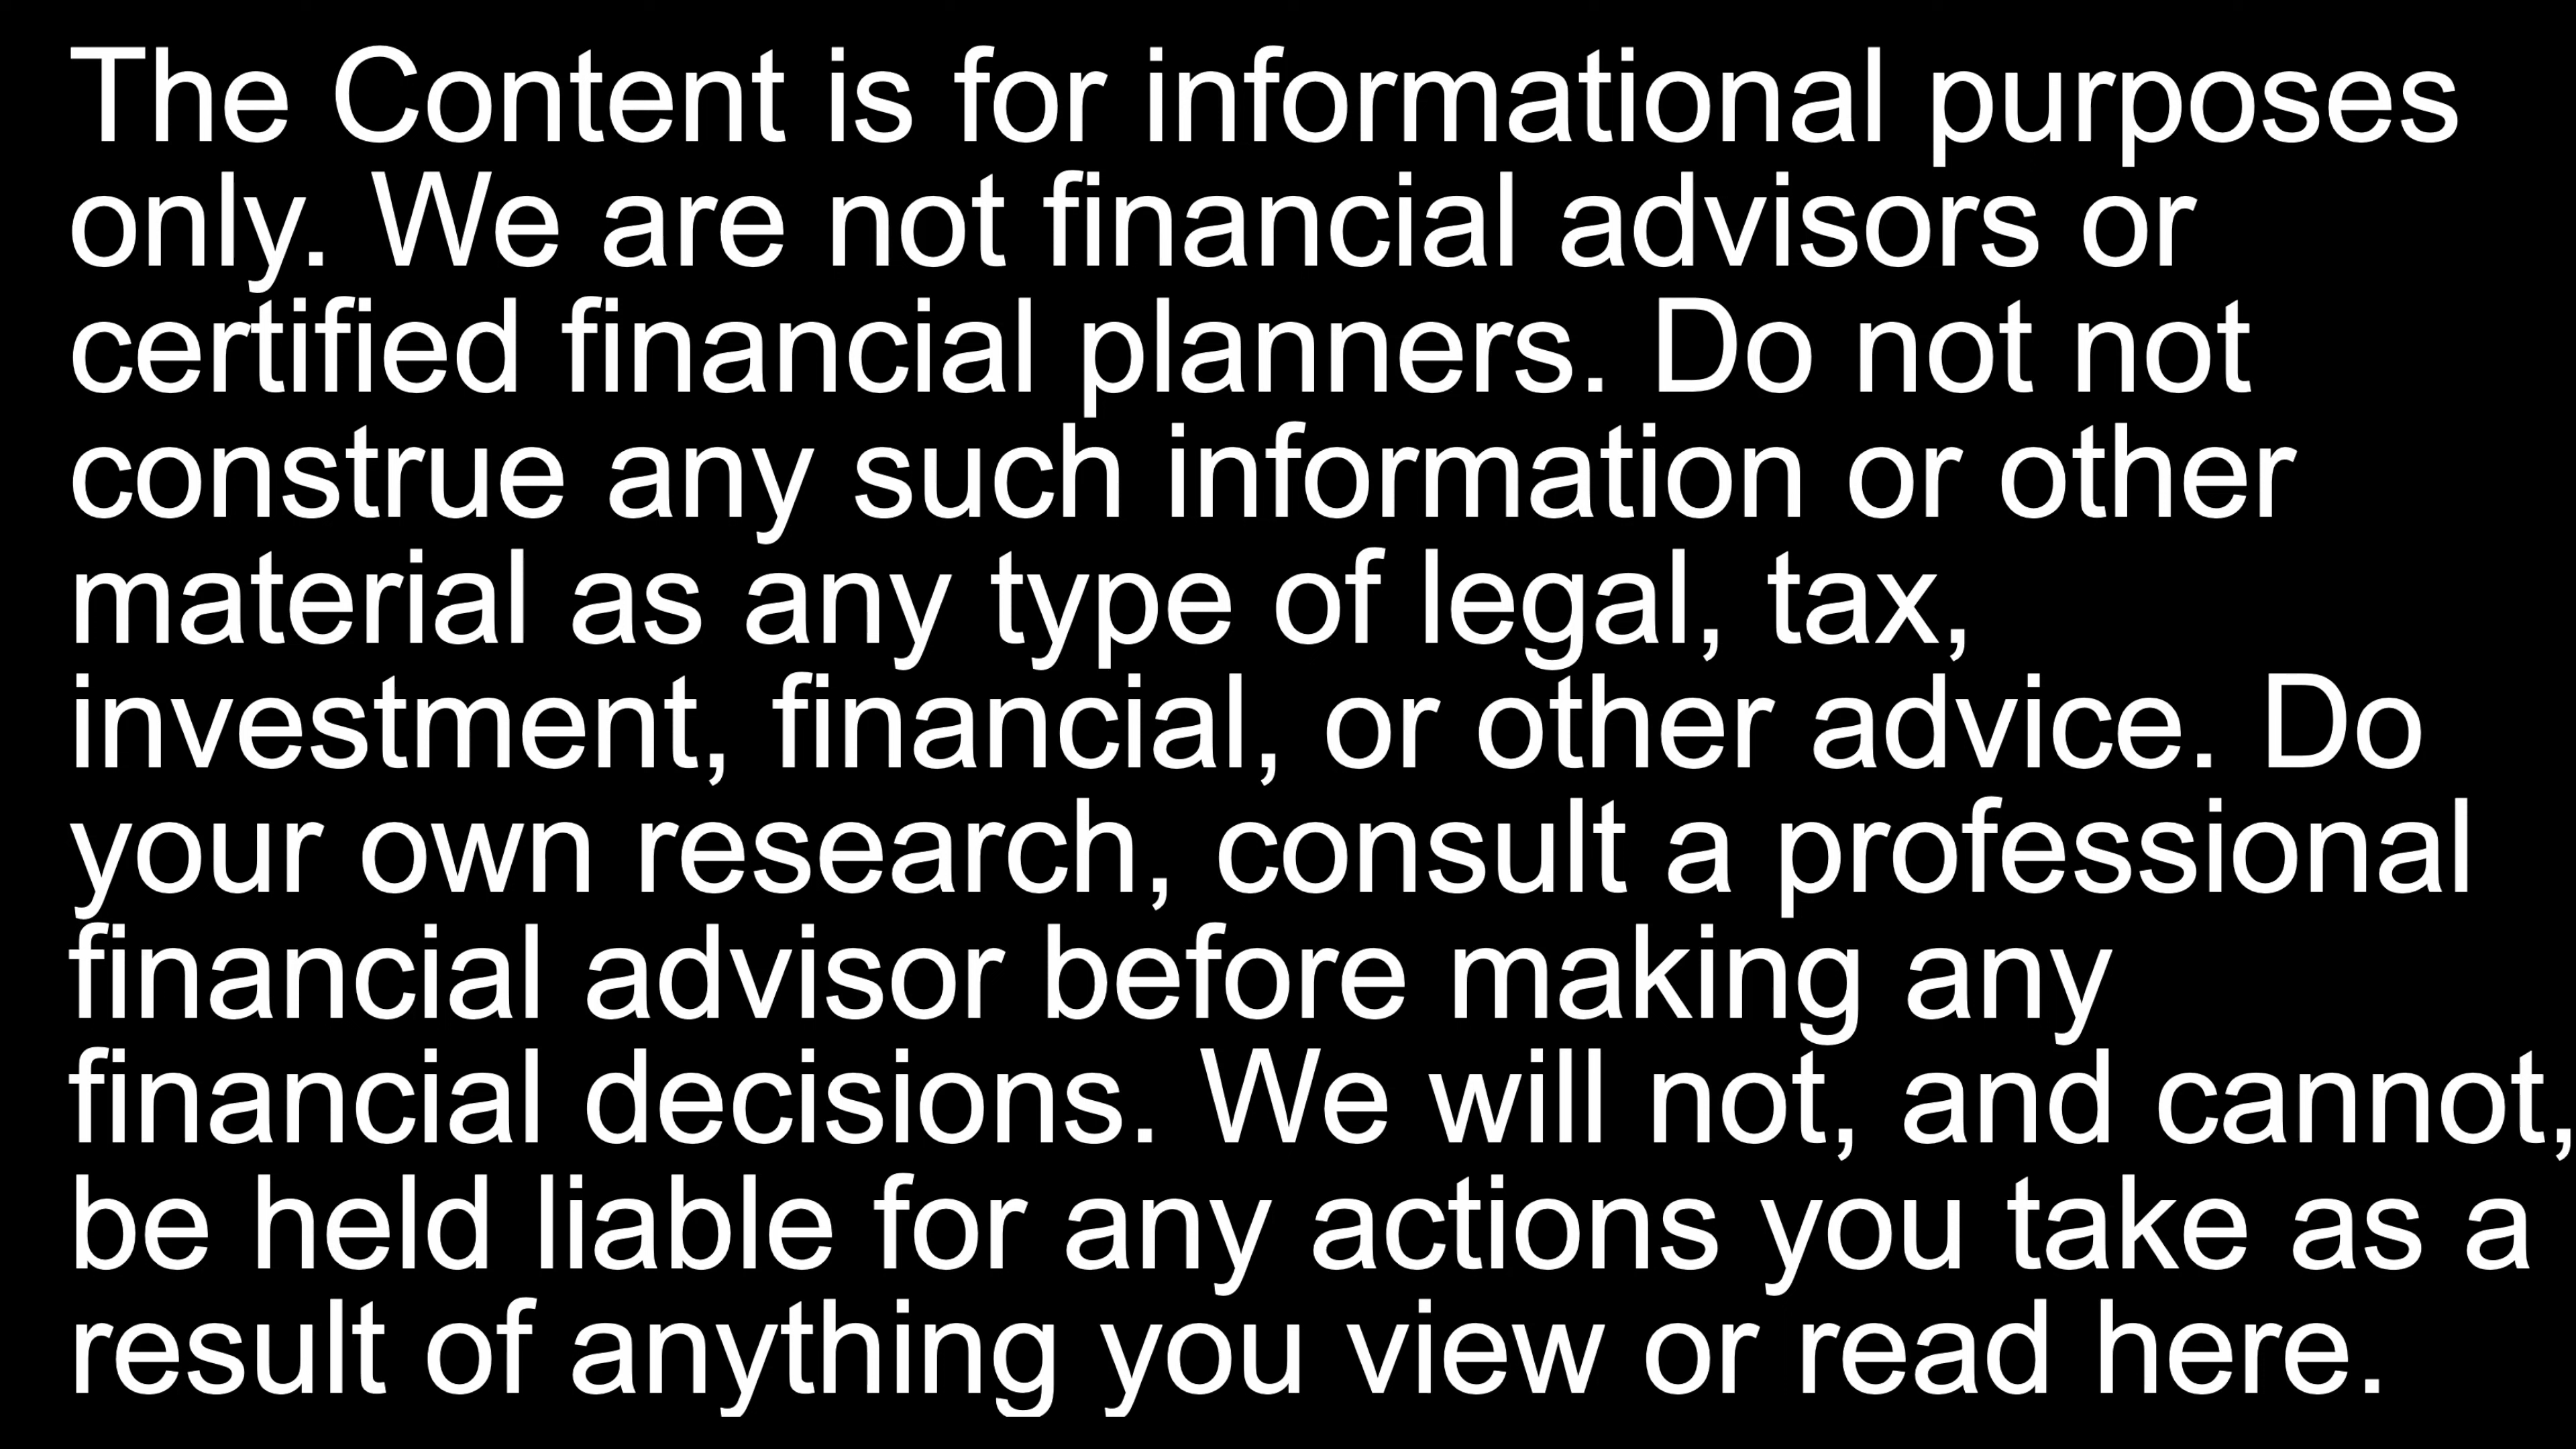 The Content is for informational purposes
only. We are not financial advisors or
certified financial planners. Do not not
construe any such information or other
material as any type of legal, tax,
investment, financial, or other advice. Do
your own research, consult a professional
financial advisor before making any
financial decisions. We will not, and cannot,
be held liable for any actions you take as a
result of anything you view or read here.